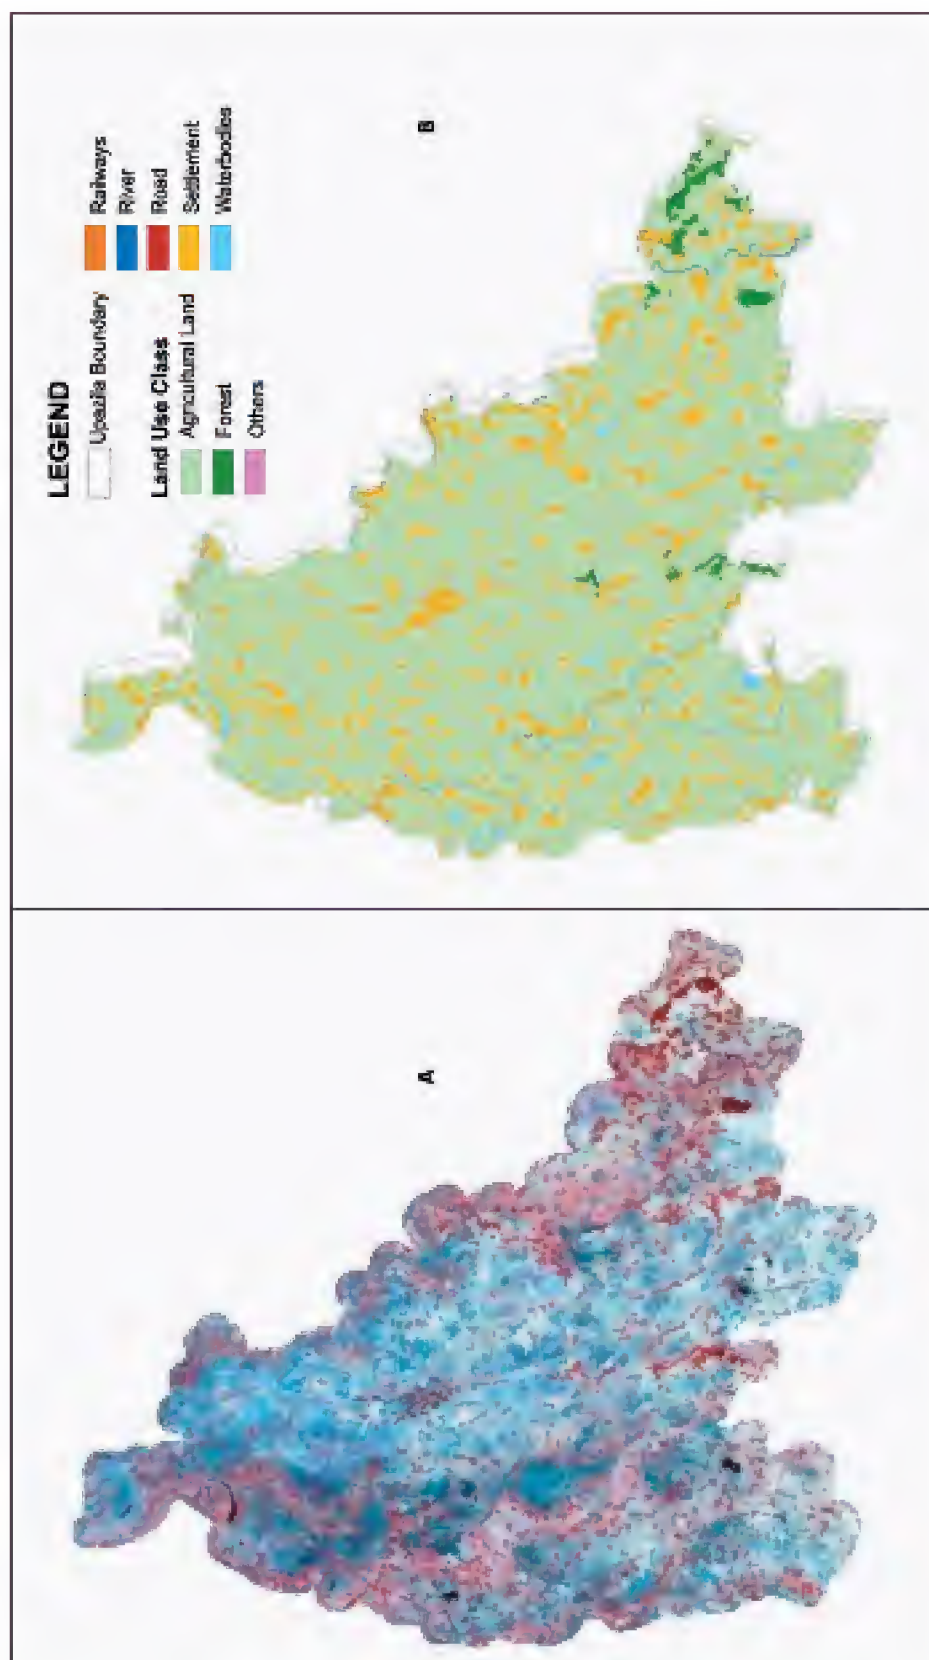 A
B
LEGEND
Upazila Boundary
Land Use Class
Agricultural Land
Forest
Others
Railways
River
Road
Settlement
Waterbodies